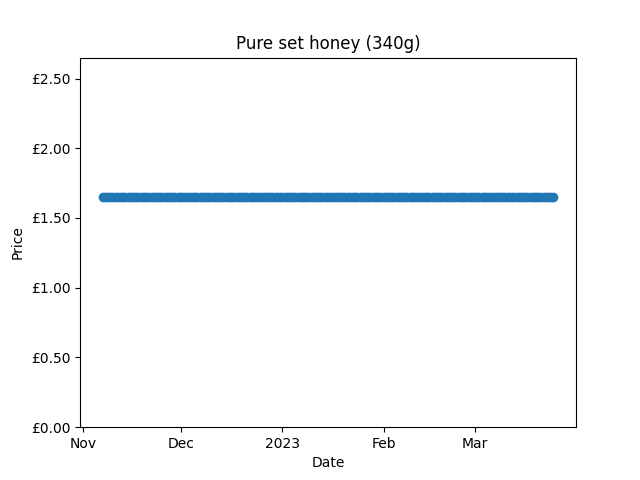 Pure set honey (340g)
£2.50
£2.00
£1.50
£1.00
£0.50
£0.00
Price
Nov Dec 2023 Feb Mar
Date